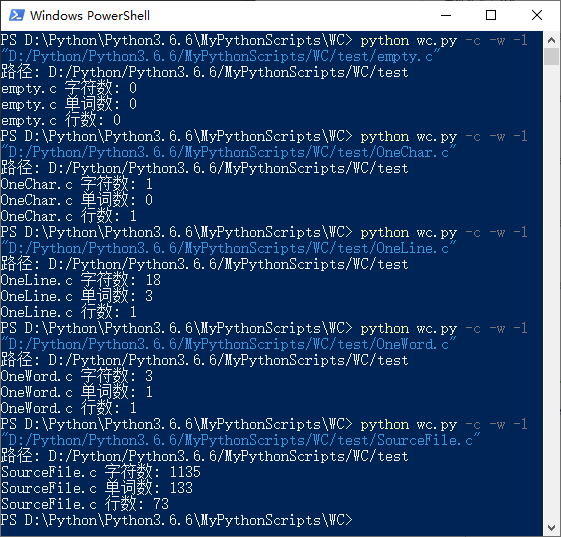 Windows PowerShell
PS D:\Python\Python3.6.6\MyPythonScripts\WC> python wc.py -c -w -l
"D:/Python/Python3.6.6/MyPythonScripts/WC/test/empty.c"
路径: D:/Python/Python3.6.6/MyPythonScripts/WC/test
empty.c 字符数: 0
empty.c 单词数: 0
empty.c 行数: 0
PS D:\Python\Python3.6.6\MyPythonScripts\WC> python wc.py -c -w -l
"D:/Python/Python3.6.6/MyPythonScripts/WC/test/OneChar.c"
路径: D:/Python/Python3.6.6/MyPythonScripts/WC/test
OneChar.c 字符数: 1
OneChar.c 单词数: 0
OneChar.c 行数: 1
PS D:\Python\Python3.6.6\MyPythonScripts\WC> python wc.py -c -w -l
"D:/Python/Python3.6.6/MyPythonScripts/WC/test/OneLine.c"
路径: D:/Python/Python3.6.6/MyPythonScripts/WC/test
OneLine.c 字符数: 18
OneLine.c 单词数: 3
OneLine.c 行数: 1
PS D:\Python\Python3.6.6\MyPythonScripts\WC> python wc.py -c -w -l
"D:/Python/Python3.6.6/MyPythonScripts/WC/test/OneWord.c"
路径: D:/Python/Python3.6.6/MyPythonScripts/WC/test
OneWord.c 字符数: 3
OneWord.c 单词数: 1
OneWord.c 行数: 1
PS D:\Python\Python3.6.6\MyPythonScripts\WC> python wc.py -c -w -l
"D:/Python/Python3.6.6/MyPythonScripts/WC/test/SourceFile.c"
路径: D:/Python/Python3.6.6/MyPythonScripts/WC/test
SourceFile.c 字符数: 1135
SourceFile.c 单词数: 133
SourceFile.c 行数: 73
PS D:\Python\Python3.6.6\MyPythonScripts\WC>